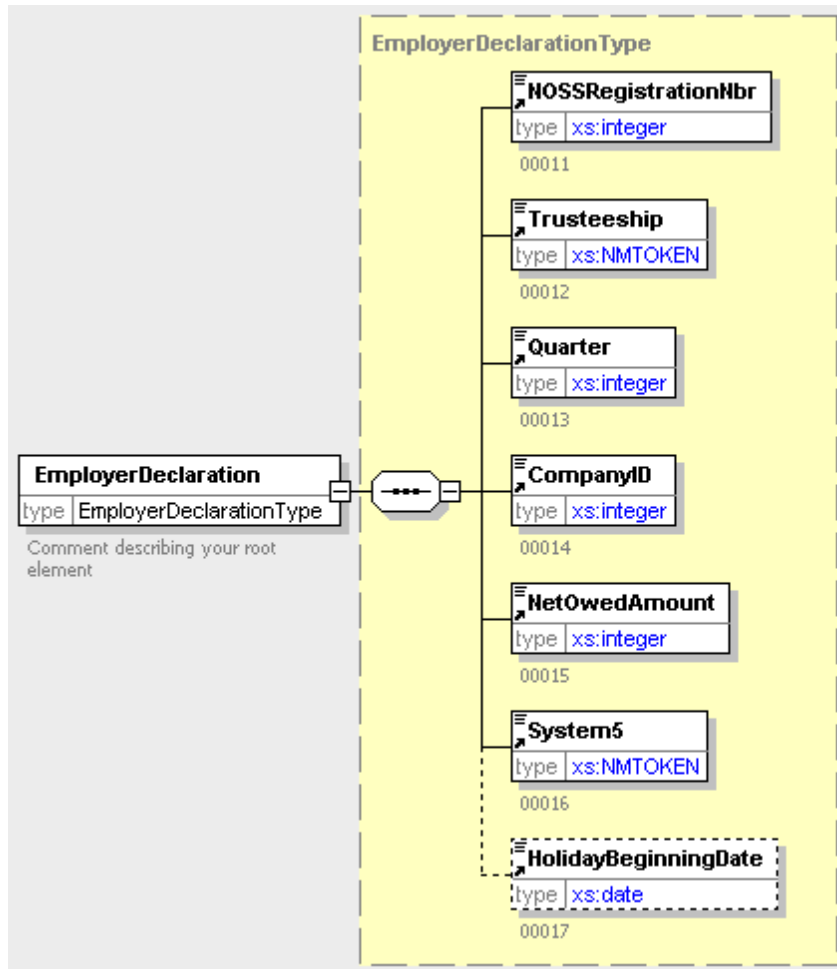 EmployerDeclarationType
NOSSRegistrationNbr
type xs:integer
00011
Trusteeship
type xs:NMTOKEN
00012
Quarter
type xs:integer
00013
EmployerDeclaration
type EmployerDeclarationType
Comment describing your root
element
CompanyID
type xs:integer
00014
NetOwedAmount
type xs:integer
00015
System5
type xs:NMTOKEN
00016
HolidayBeginningDate
type xs:date
00017